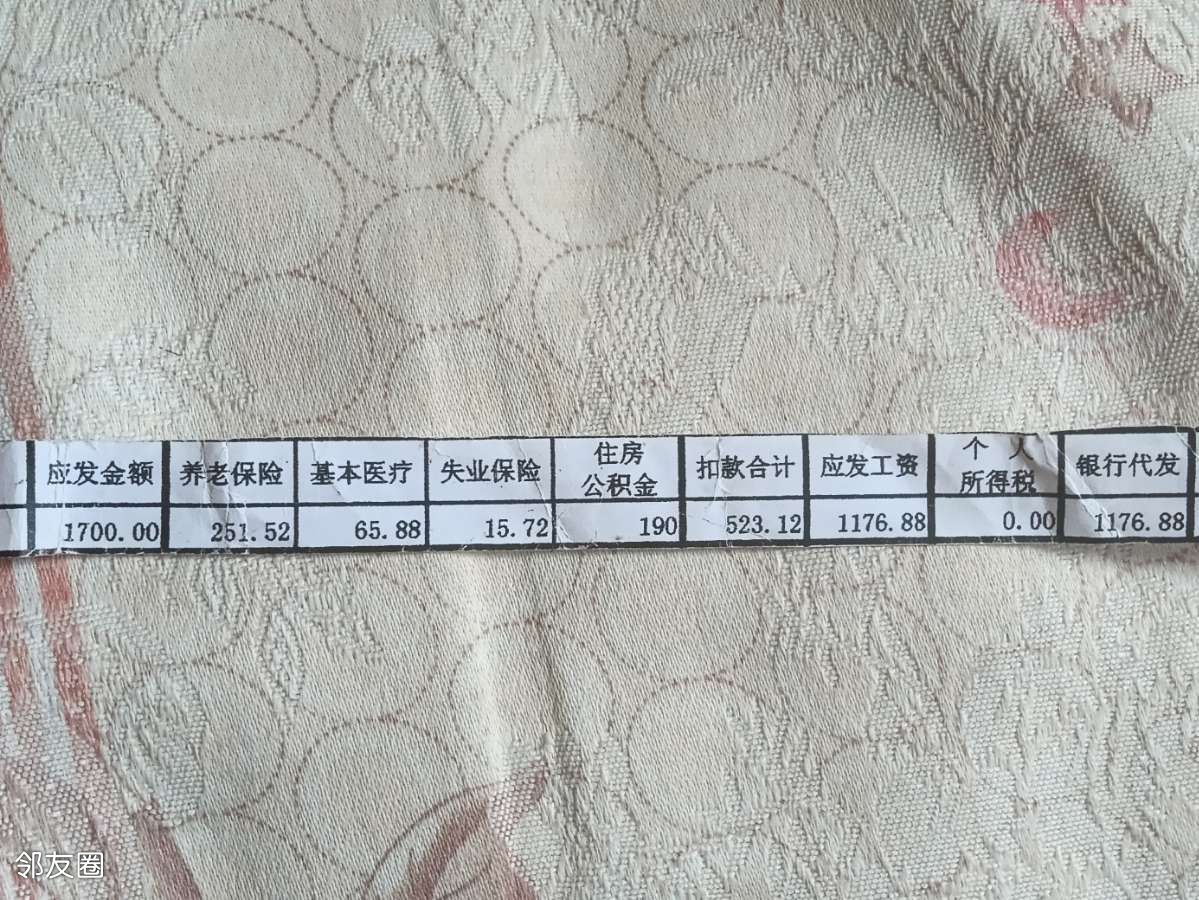 应发金额 养老保险 基本医疗 失业保险 住房公积金 扣款合计 应发工资 个人所得税 银行代发
1700.00 251.52 65.88 15.72 190 523.12 1176.88 0.00 1176.88
邻友圈